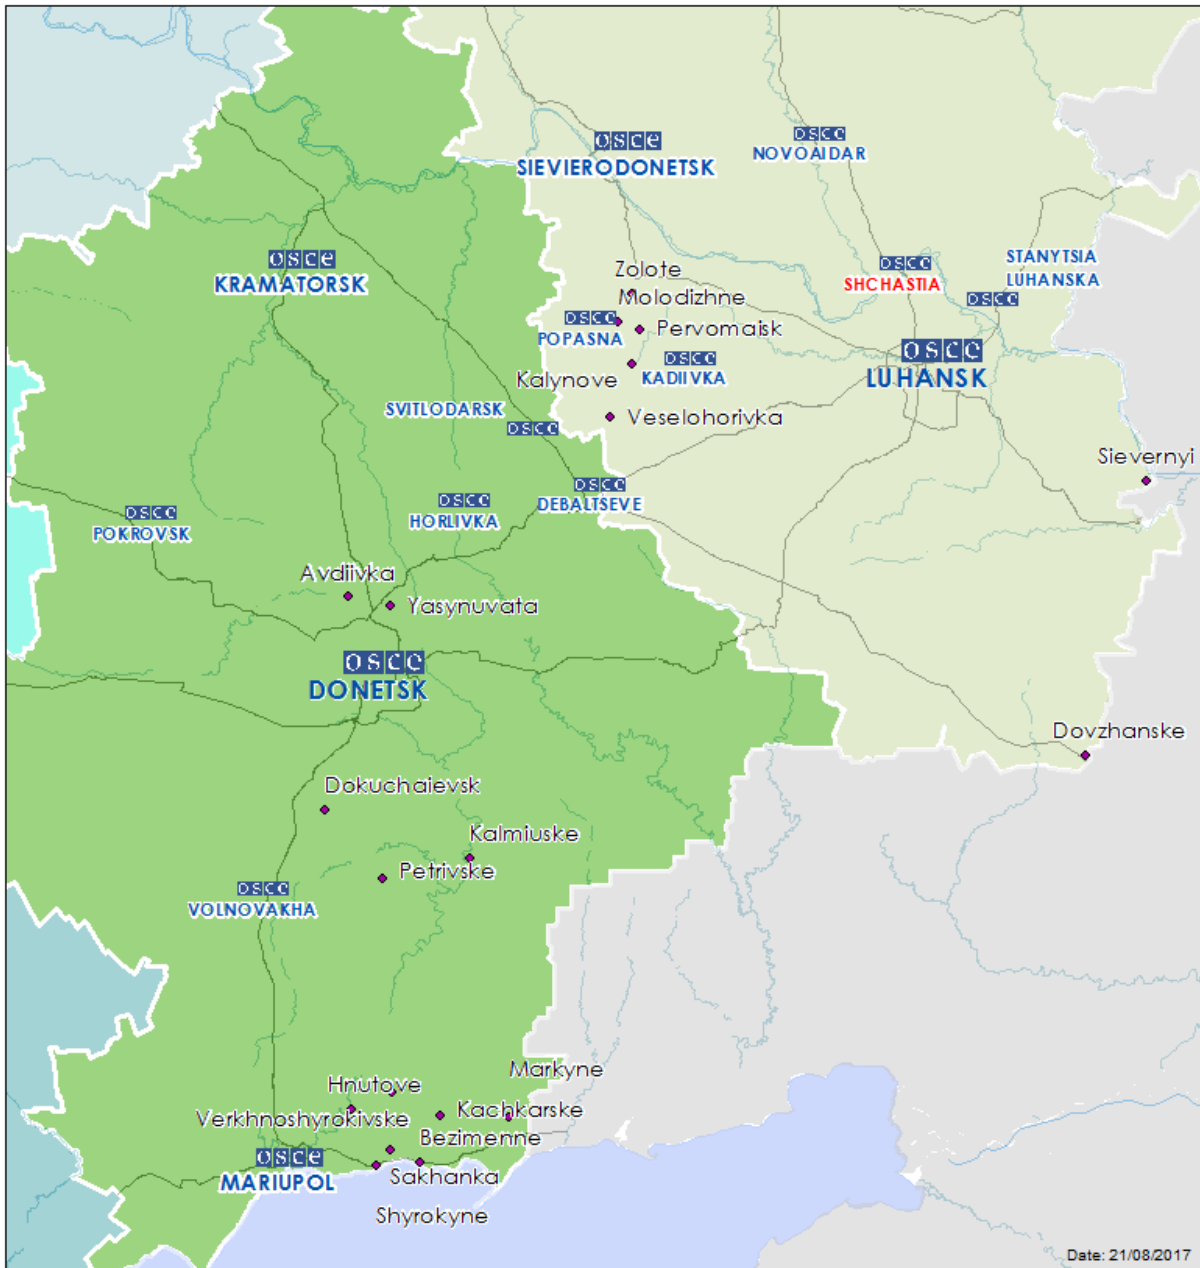 osce
SIEVIERODONETSK
osce
NOVOAIDAR
osce
KRAMATORSK
osce
SHCHASTIA
STANYTSIA
LUHANSKA
osce
Zolote
Molodizhne
osce
POPASNA
Pervomaisk
osce
KADIIVKA
Kalynove
osce
LUHANSK
SVITLODARSK
osce
Veselohorivka
Sievernyi
osce
DEBALTSEVE
osce
HORLIVKA
osce
POKROVSK
Avdiivka
Yasynuvata
osce
DONETSK
Dovzhanske
Dokuchaievsk
Kalmiuske
Petrivske
osce
VOLNOVAKHA
Markyne
Hnutove
Kachkarske
Verkhnoshyrokivske
Bezimenne
osce
MARIUPOL
Sakhanka
Shyrokyne
Date: 21/08/2017